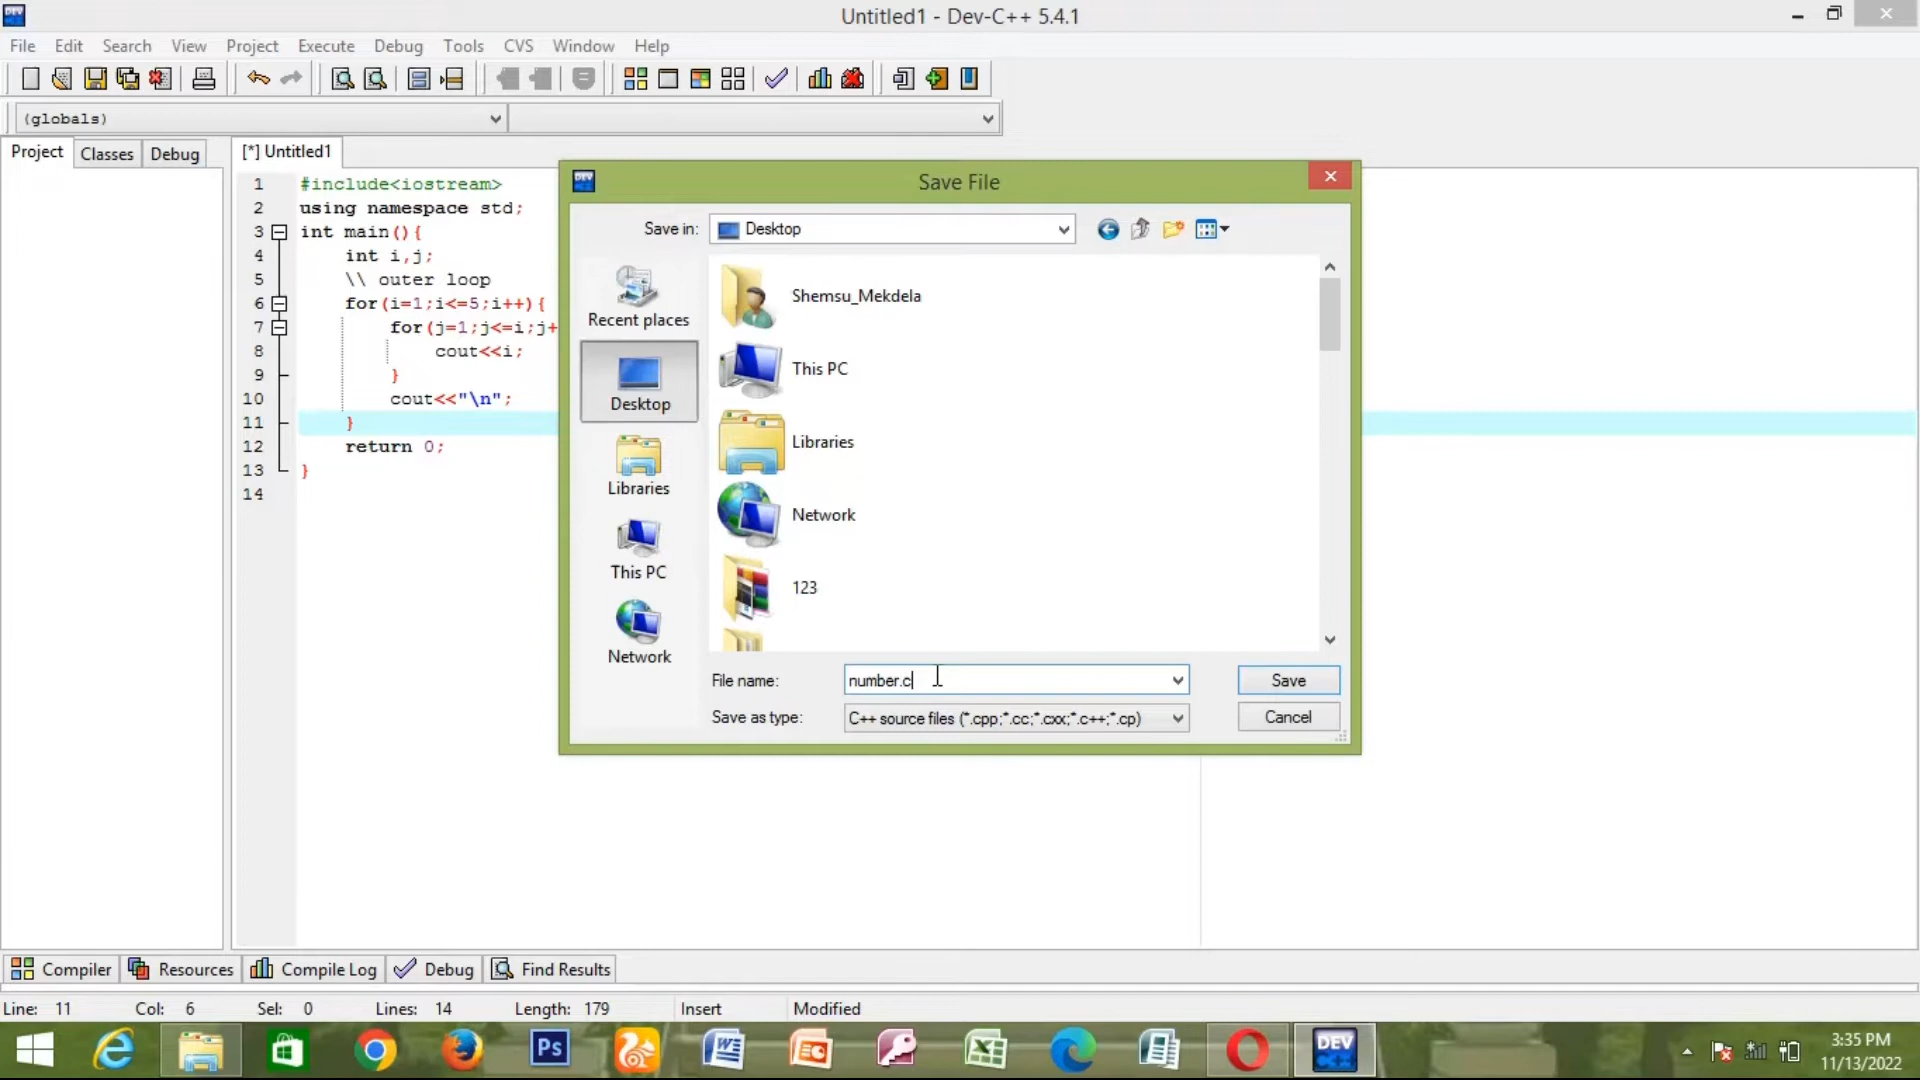 Untitled1 - Dev-C++ 5.4.1
File Edit Search View Project Execute Debug Tools CVS Window Help
(globals)
Project Classes Debug
[*] Untitled1
1 #include<iostream>
2 using namespace std;
3 int main(){
4 int i,j;
5 \\ outer loop
6 for(i=1;i<=5;i++){
7 for(j=1;j<=i;j+
8 cout<<i;
9 }
10 cout<<"\n";
11 }
12 return 0;
13 }
14
Save File
Save in: Desktop
Recent places
Desktop
Libraries
This PC
Network
Shemsu_Mekdela
This PC
Libraries
Network
123
File name: number.c
Save
Save as type: C++ source files (*.cpp;*.cc;*.cxx;*.c++;*.cp)
Cancel
Compiler Resources Compile Log Debug Find Results
Line: 11 Col: 6 Sel: 0 Lines: 14 Length: 179 Insert Modified
Ps
DEV
C++
3:35 PM
11/13/2022